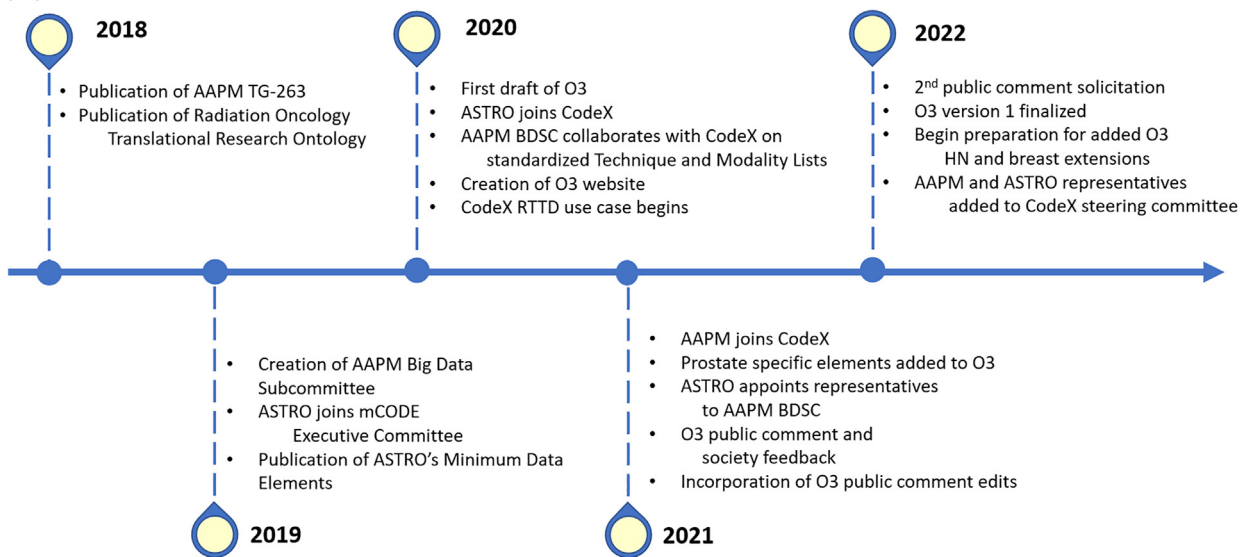 2018
• Publication of AAPM TG-263
• Publication of Radiation Oncology
Translational Research Ontology
2020
• First draft of O3
• ASTRO joins CodeX
• AAPM BDSC collaborates with CodeX on
standardized Technique and Modality Lists
• Creation of O3 website
• CodeX RTTD use case begins
2022
• 2nd public comment solicitation
• O3 version 1 finalized
• Begin preparation for added O3
HN and breast extensions
• AAPM and ASTRO representatives
added to CodeX steering committee
• Creation of AAPM Big Data
Subcommittee
• ASTRO joins mCODE
Executive Committee
• Publication of ASTRO's Minimum Data
Elements
2019
• AAPM joins CodeX
• Prostate specific elements added to O3
• ASTRO appoints representatives
to AAPM BDSC
• O3 public comment and
society feedback
• Incorporation of O3 public comment edits
2021